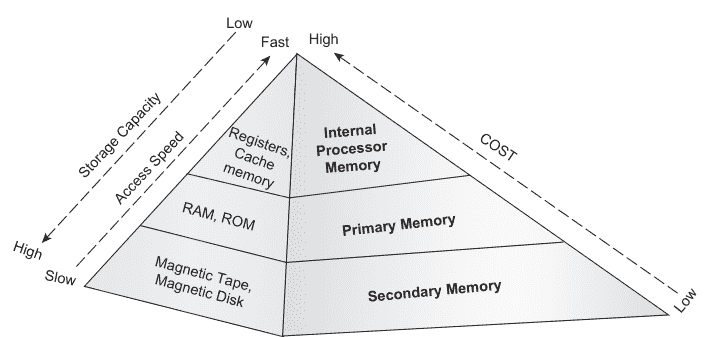 Low
Fast
High
Storage Capacity
Access Speed
COST
Registers,
Cache
memory
Internal
Processor
Memory
RAM, ROM
Primary Memory
High
Slow
Magnetic Tape,
Magnetic Disk
Secondary Memory
Low